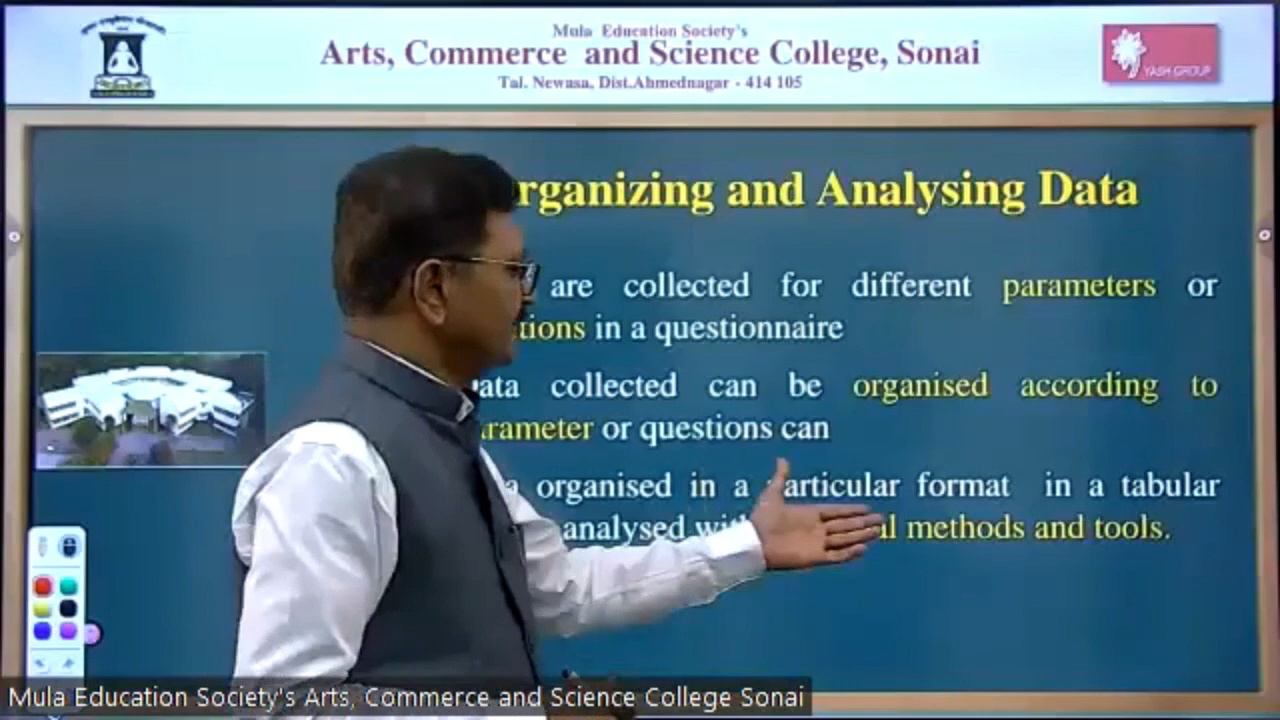 Mula Education Society's
Arts, Commerce and Science College, Sonai
Tal. Newasa, Dist.Ahmednagar - 414 105
YASH GROUP
rganizing and Analysing Data
are collected for different parameters or
tions in a questionnaire
ata collected can be organised according to
rameter or questions can
organised in a articular format in a tabular
analysed methods and tools.
Mula Education Society's Arts, Commerce and Science College Sonai